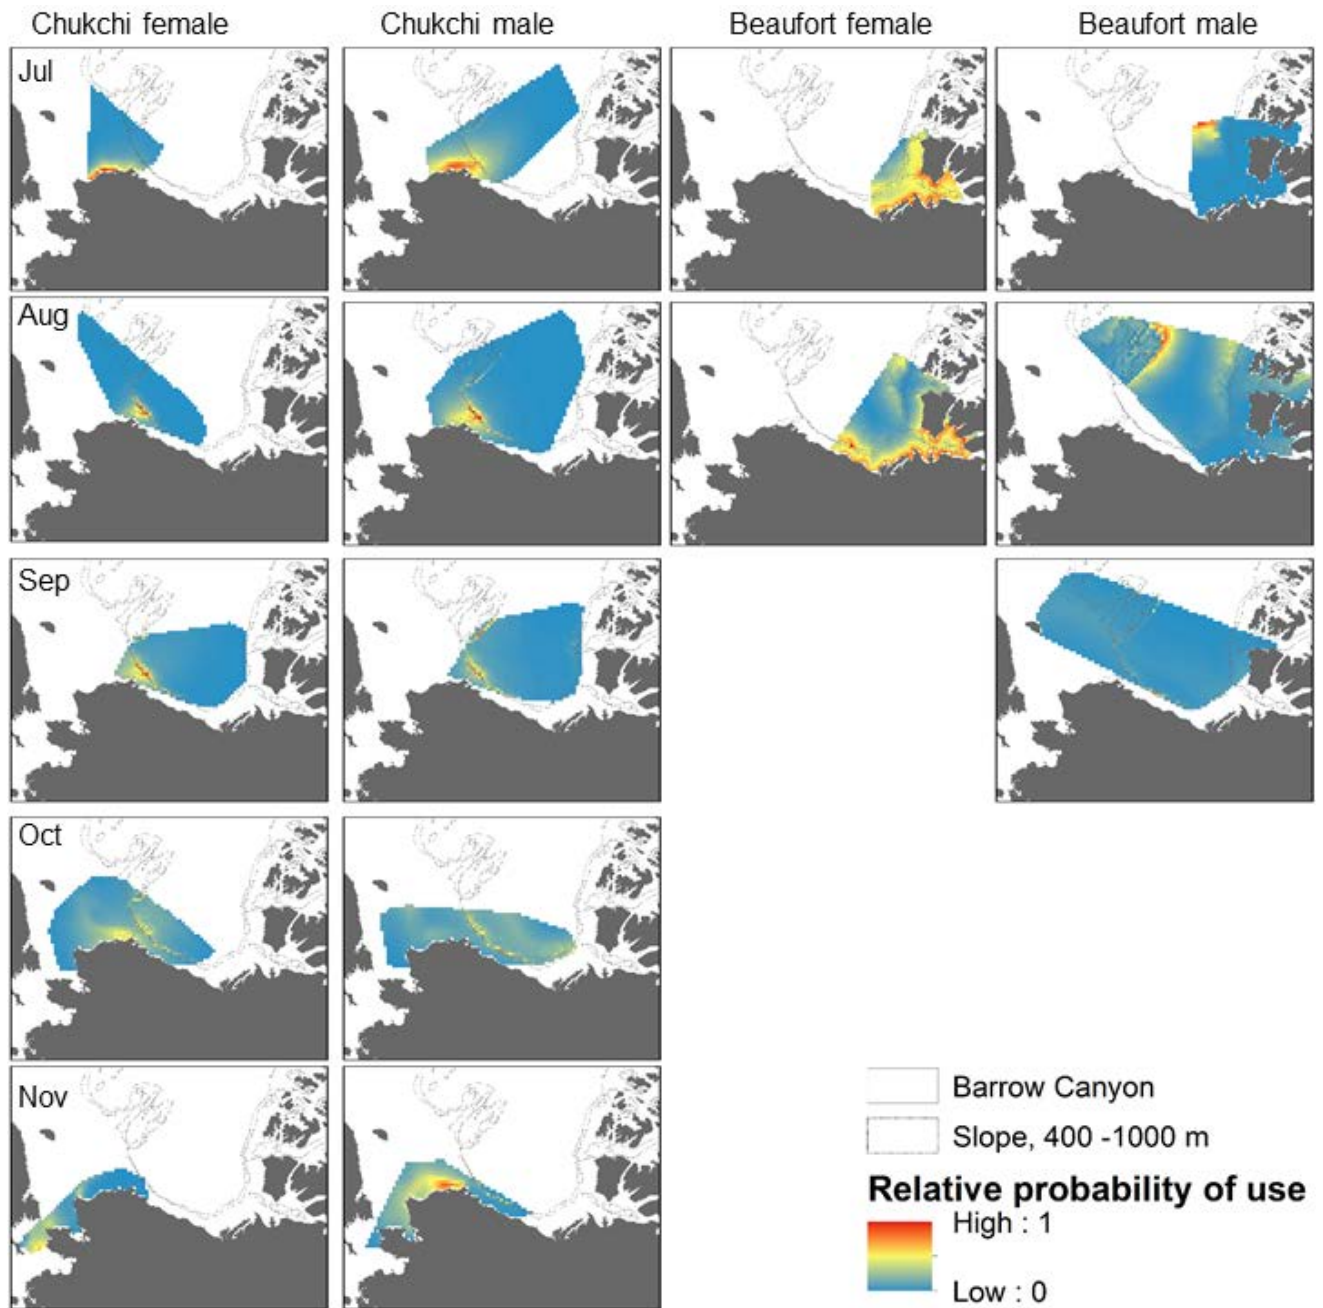 Chukchi female
Chukchi male
Beaufort female
Beaufort male
Jul
Aug
Sep
Oct
Nov
Barrow Canyon
Slope, 400 -1000 m
Relative probability of use
High : 1
Low : 0